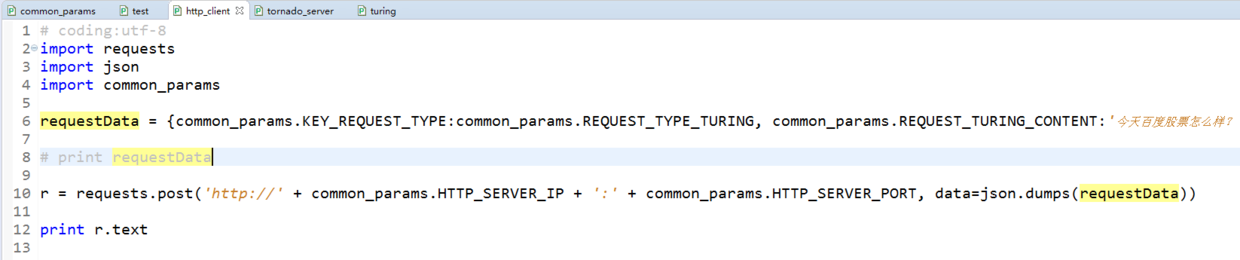 common_params test http_client tornado_server turing
1 # coding:utf-8
2 import requests
3 import json
4 import common_params
5
6 requestData = {common_params.KEY_REQUEST_TYPE:common_params.REQUEST_TYPE_TURING, common_params.REQUEST_TURING_CONTENT:'今天百度股票怎么样?
7
8 # print requestData
9
10 r = requests.post('http://' + common_params.HTTP_SERVER_IP + ':' + common_params.HTTP_SERVER_PORT, data=json.dumps(requestData))
11
12 print r.text
13